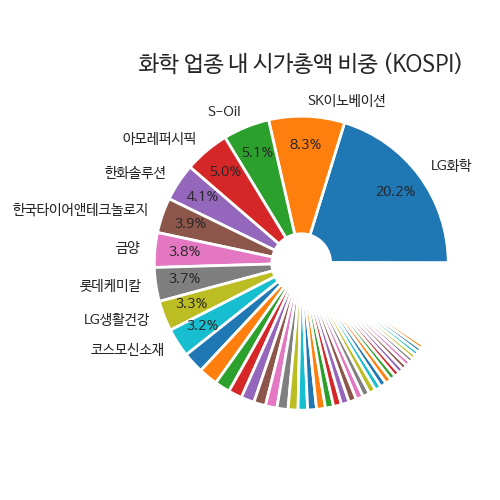 화학 업종 내 시가총액 비중 (KOSPI)
LG화학
20.2%
SK이노베이션
8.3%
S-Oil
5.1%
아모레퍼시픽
5.0%
한화솔루션
4.1%
한국타이어앤테크놀로지
3.9%
금양
3.8%
롯데케미칼
3.7%
LG생활건강
3.3%
코스모신소재
3.2%